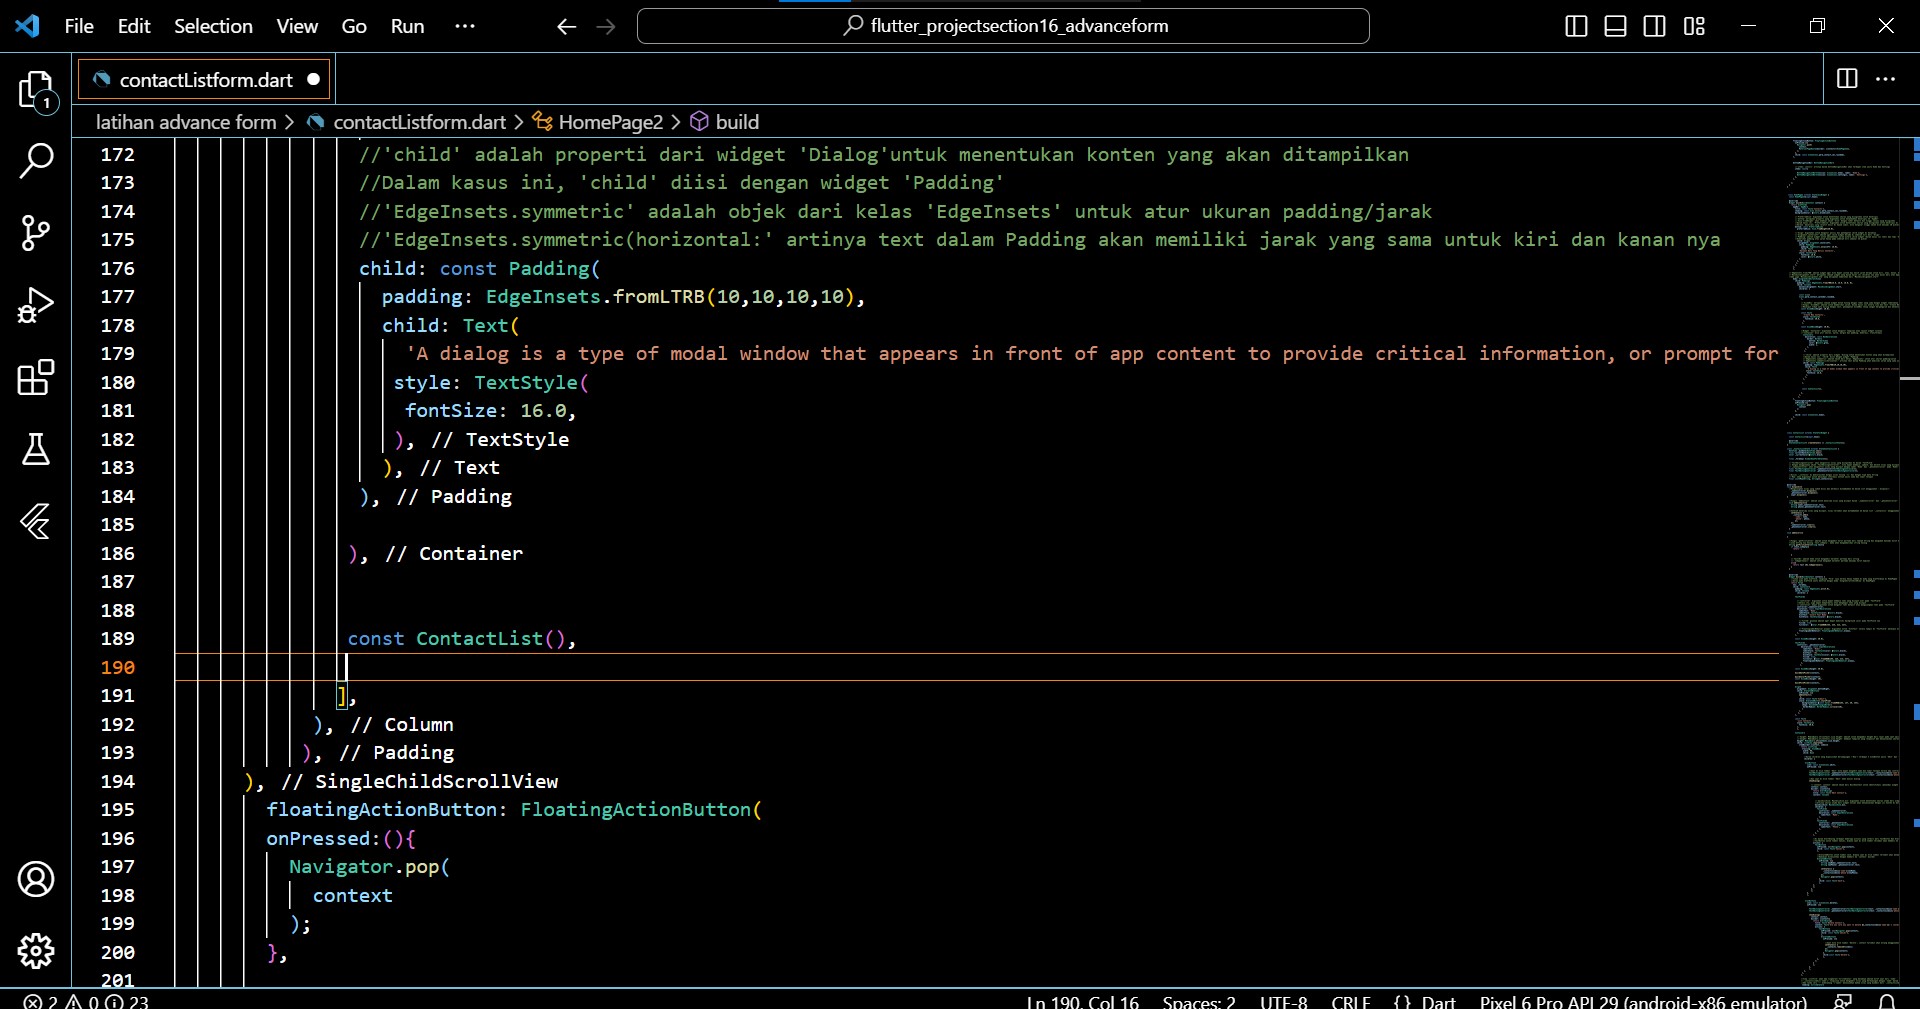 File Edit Selection View Go Run ··· flutter_projectsection16_advanceform
contactListform.dart
1
latihan advance form > contactListform.dart > HomePage2 > build
172 //'child' adalah properti dari widget 'Dialog'untuk menentukan konten yang akan ditampilkan
173 //Dalam kasus ini, 'child' diisi dengan widget 'Padding'
174 //'EdgeInsets.symmetric' adalah objek dari kelas 'EdgeInsets' untuk atur ukuran padding/jarak
175 //'EdgeInsets.symmetric(horizontal:' artinya text dalam Padding akan memiliki jarak yang sama untuk kiri dan kanan nya
176 child: const Padding(
177 padding: EdgeInsets.fromLTRB(10,10,10,10),
178 child: Text(
179 'A dialog is a type of modal window that appears in front of app content to provide critical information, or prompt for
180 style: TextStyle(
181 fontSize: 16.0,
182 ), // TextStyle
183 ), // Text
184 ), // Padding
185
186 ), // Container
187
188
189 const ContactList(),
190
191 ],
192 ), // Column
193 ), // Padding
194 ), // SingleChildScrollView
195 floatingActionButton: FloatingActionButton(
196 onPressed:(){
197 Navigator.pop(
198 context
199 );
200 },
201
2 0 23 Ln 190, Col 16 Spaces: 2 UTF-8 CRLF {} Dart Pixel 6 Pro API 29 (android-x86 emulator)